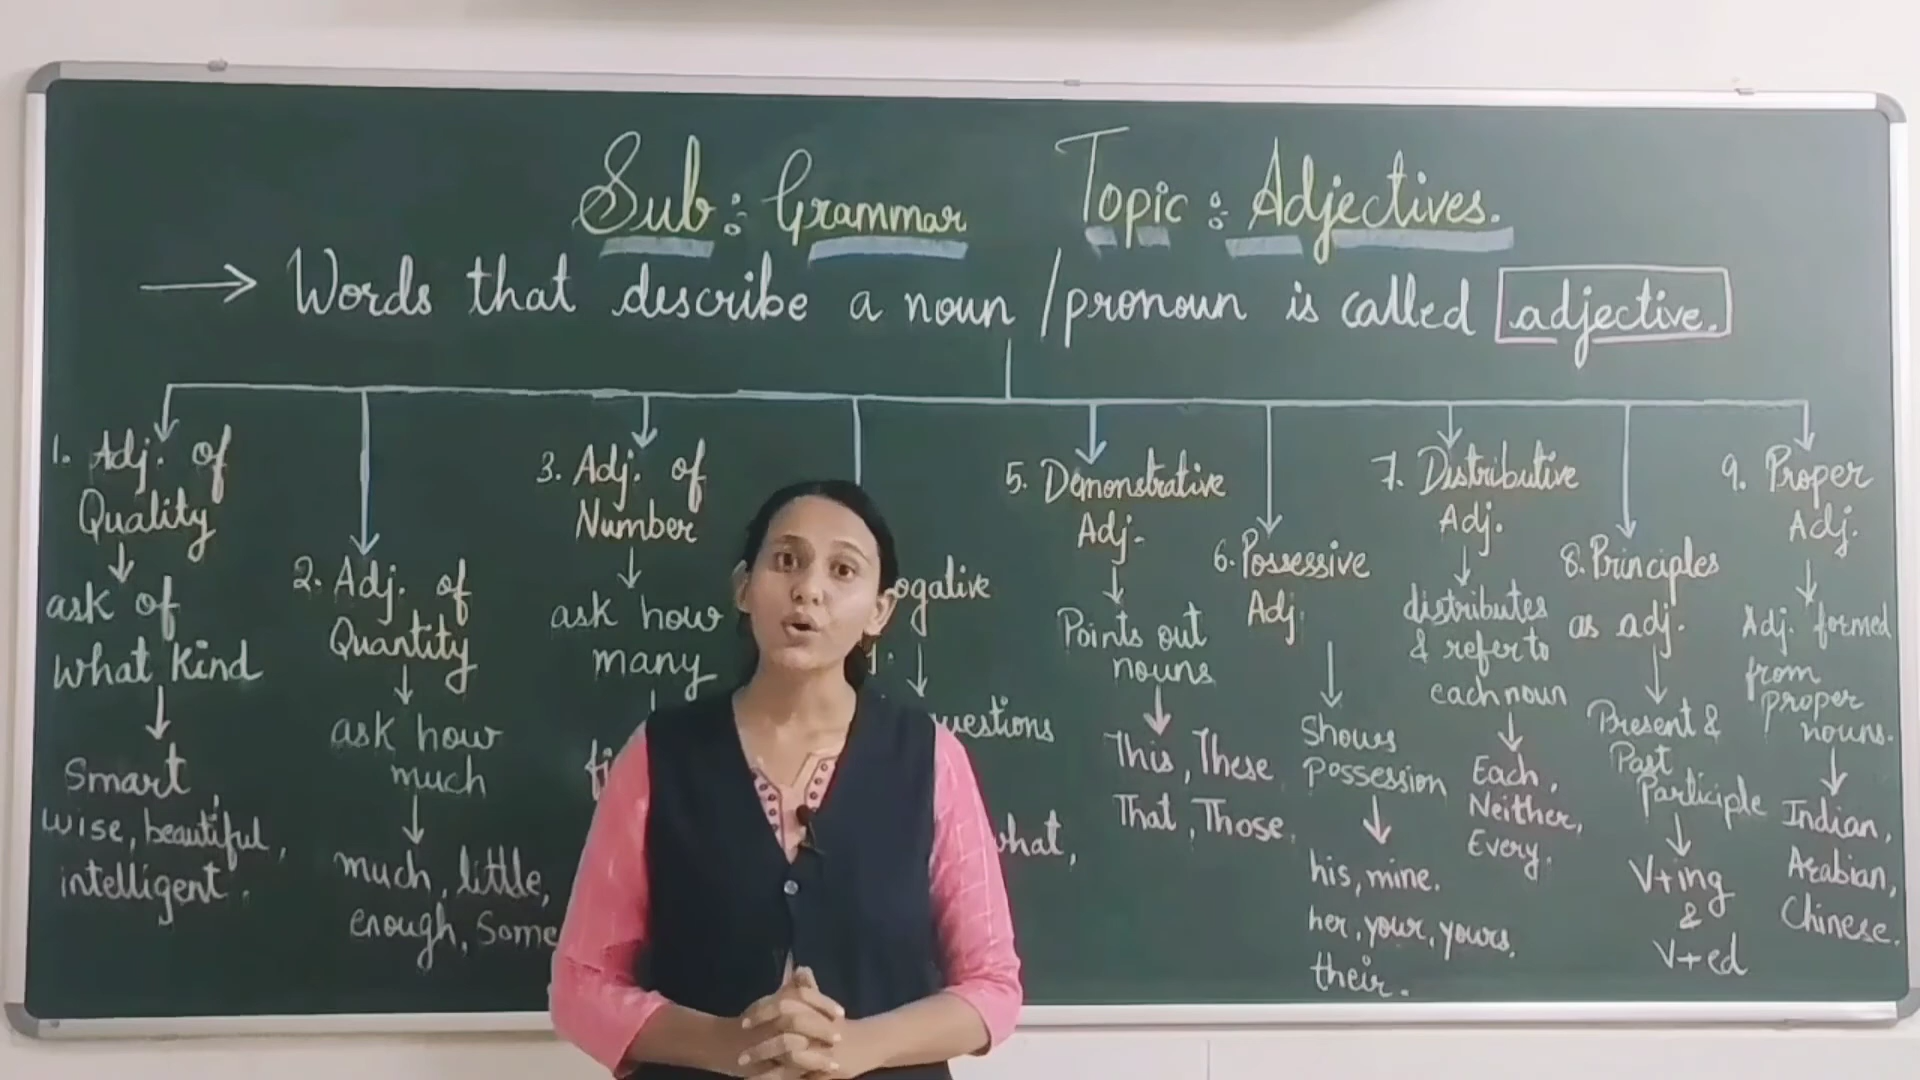 Sub : Grammar Topic : Adjectives.
→ Words that describe a noun / pronoun is called adjective.
1. Adj. of
Quality
ask of
what kind
Smart,
wise, beautiful,
intelligent.
2. Adj. of
Quantity
ask how
much
much, little,
enough, Some
3. Adj. of
Number
ask how
many
ogative
uestions
what,
5. Demonstrative
Adj.
Points out
nouns
This, These
That, Those.
6. Possessive
Adj.
Shows
possession
his, mine.
her, your, yours.
their.
7. Distributive
Adj.
distributes
& refer to
each noun
Each,
Neither,
Every.
8. Principles
as adj.
Present &
Past
Participle
V+ing
&
V+ed
9. Proper
Adj.
Adj. formed
from
proper
nouns.
Indian,
Arabian,
Chinese.